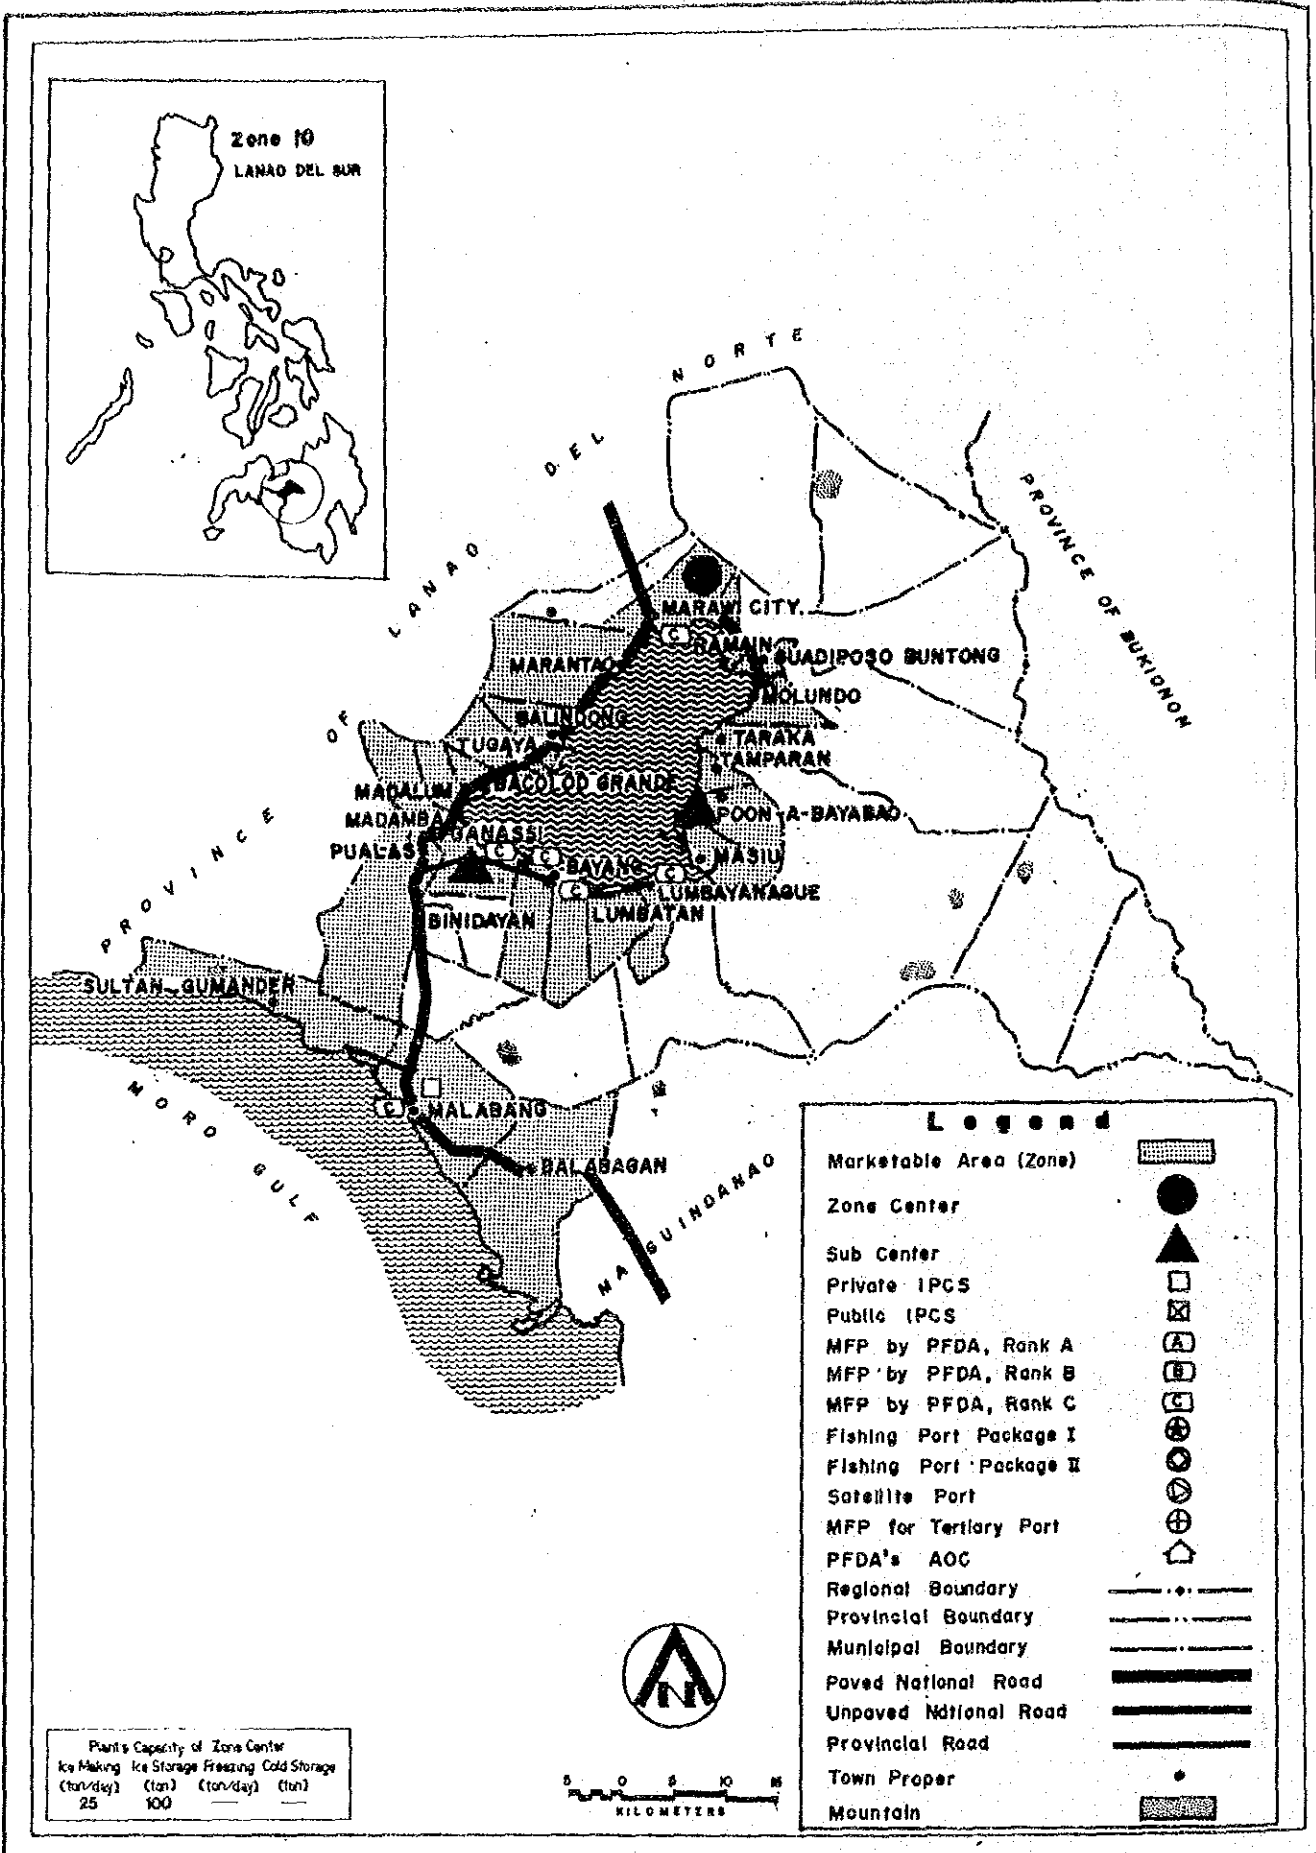 Zone 10
LANAO DEL SUR
PROVINCE OF LANAO DEL NORTE
PROVINCE OF BUKIONOM
MARAWI CITY
C
RAMAIN
BUADIPOSO BUNTONG
MARANTAO
MOLUNDO
BALINDONG
TARAKA
TUGAYA
TAMPARAN
MADALUM
BACOLOD GRANDE
MADAMBA
POON-A-BAYABAO
GANASSI
PUALAS
C
C
MASIU
BAYANG
C
C
LUMBAYANAGUE
LUMBATAN
BINIDAYAN
SULTAN-GUMANDER
MORO GULF
C
MALABANG
BALABAGAN
MAGUINDANAO
Legend
Marketable Area (Zone)
Zone Center
Sub Center
Private IPCS
Public IPCS
MFP by PFDA, Rank A
A
MFP by PFDA, Rank B
B
MFP by PFDA, Rank C
C
Fishing Port Package I
Fishing Port Package II
Satellite Port
MFP for Tertiary Port
PFDA's AOC
Regional Boundary
Provincial Boundary
Municipal Boundary
Paved National Road
Unpaved National Road
Provincial Road
Town Proper
Mountain
N
5 0 5 10 15
KILOMETERS
Plant's Capacity of Zone Center
Ice Making Ice Storage Freezing Cold Storage
(ton/day) (ton) (ton/day) (ton)
25 100 — —